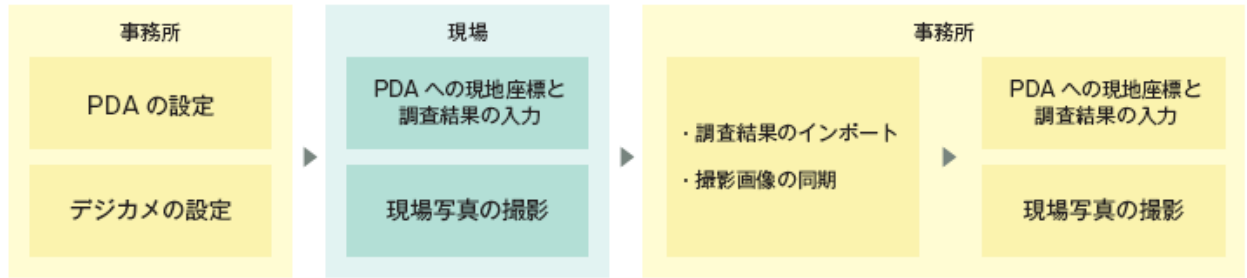 事務所
PDA の設定
デジカメの設定
現場
PDA への現地座標と
調査結果の入力
現場写真の撮影
事務所
・調査結果のインポート
・撮影画像の同期
PDA への現地座標と
調査結果の入力
現場写真の撮影